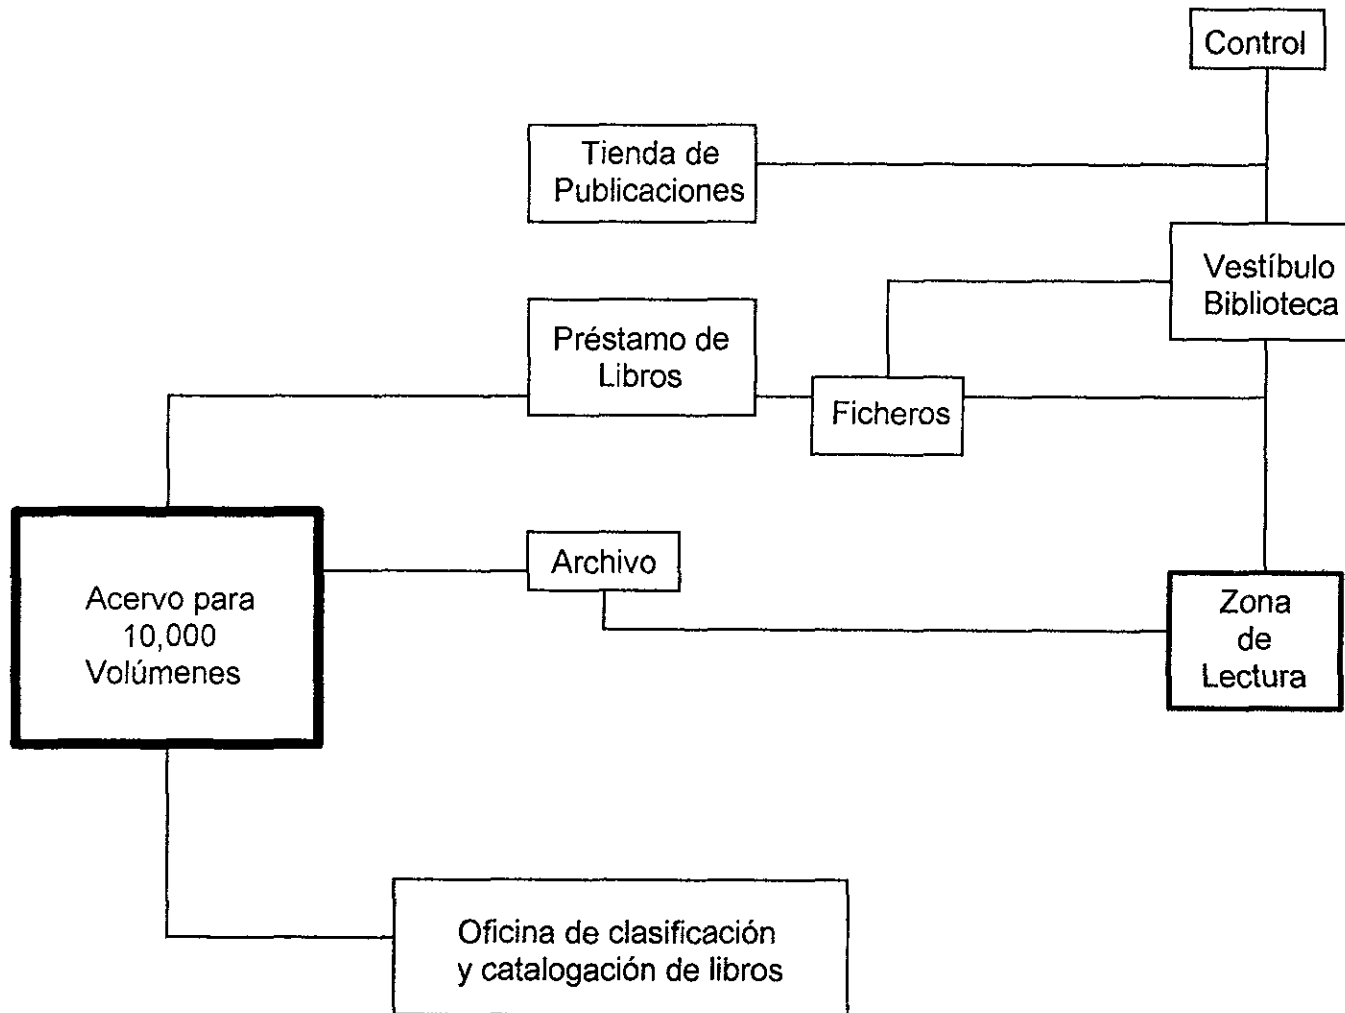 Control
Tienda de
Publicaciones
Vestíbulo
Biblioteca
Préstamo de
Libros
Ficheros
Archivo
Acervo para
10,000
Volúmenes
Zona
de
Lectura
Oficina de clasificación
y catalogación de libros